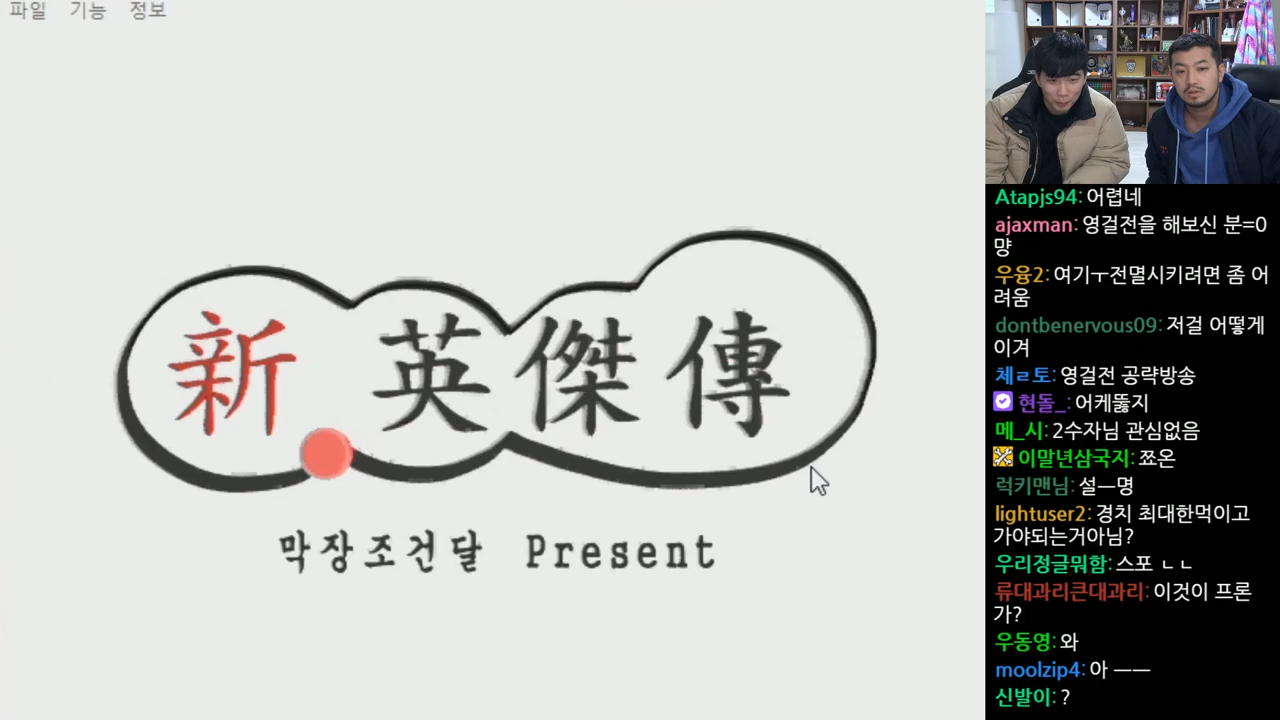 파일 기능 정보
新 英傑傳
막장조건달 Present
Atapjs94: 어렵네
ajaxman: 영걸전을 해보신 분=0
먕
우융2: 여기ㅜ전멸시키려면 좀 어
려움
dontbenervous09: 저걸 어떻게
이겨
체ㄹ토: 영걸전 공략방송
현돌_: 어케뚫지
메_시: 2수자님 관심없음
이말년삼국지: 쬬온
럭키맨님: 설ㅡ명
lightuser2: 경치 최대한먹이고
가야되는거아님?
우리정글뭐함: 스포 ㄴㄴ
류대과리큰대과리: 이것이 프론
가?
우동영: 와
moolzip4: 아 ㅡㅡ
신발이: ?